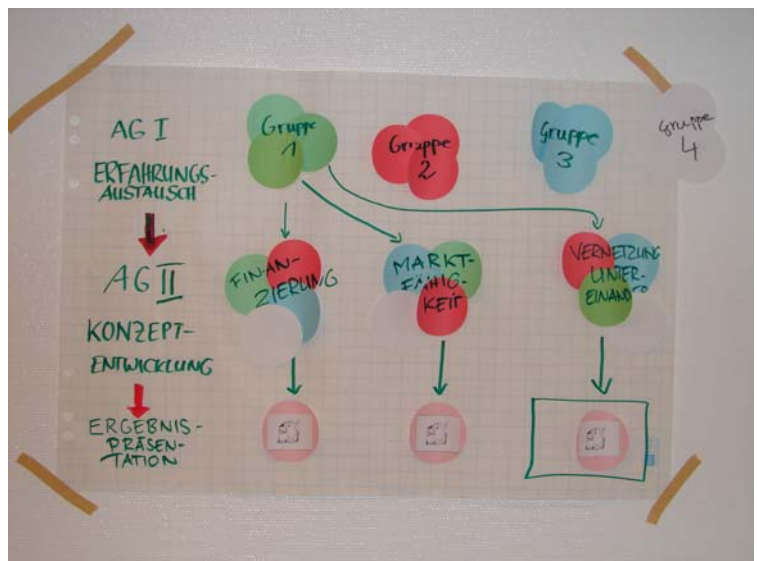 AG I
ERFAHRUNGS-
AUSTAUSCH
AG II
KONZEPT-
ENTWICKLUNG
ERGEBNIS-
PRÄSEN-
TATION
Gruppe
1
Gruppe
2
Gruppe
3
Gruppe
4
FINAN-
ZIERUNG
MARKT-
FÄHIG-
KEIT
VERNETZUNG
UNTER-